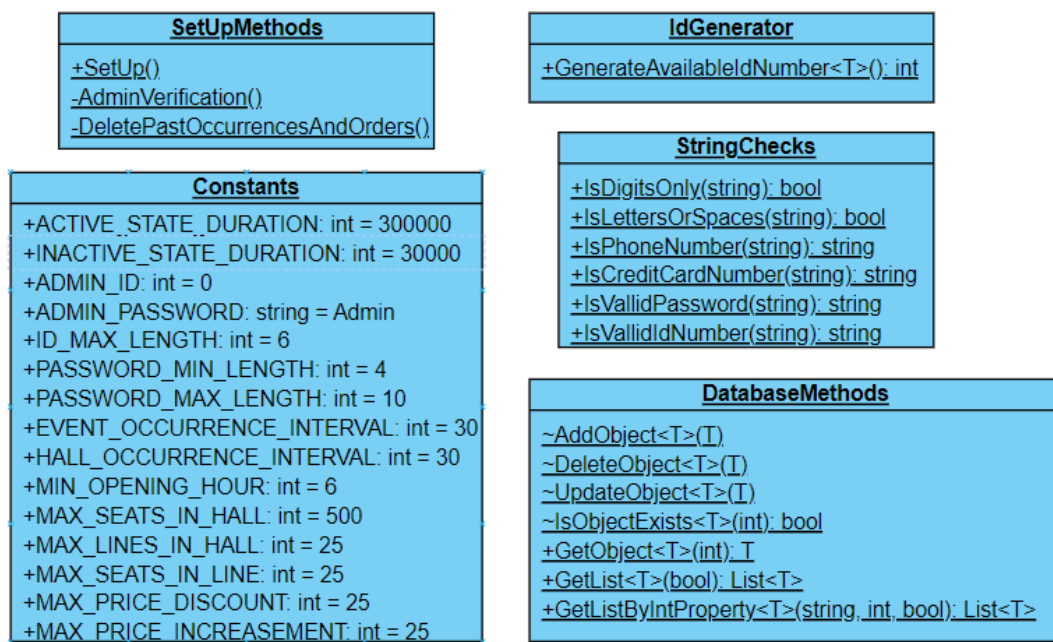 SetUpMethods
+SetUp()
-AdminVerification()
-DeletePastOccurrencesAndOrders()
Constants
+ACTIVE_STATE_DURATION: int = 300000
+INACTIVE_STATE_DURATION: int = 30000
+ADMIN_ID: int = 0
+ADMIN_PASSWORD: string = Admin
+ID_MAX_LENGTH: int = 6
+PASSWORD_MIN_LENGTH: int = 4
+PASSWORD_MAX_LENGTH: int = 10
+EVENT_OCCURRENCE_INTERVAL: int = 30
+HALL_OCCURRENCE_INTERVAL: int = 30
+MIN_OPENING_HOUR: int = 6
+MAX_SEATS_IN_HALL: int = 500
+MAX_LINES_IN_HALL: int = 25
+MAX_SEATS_IN_LINE: int = 25
+MAX_PRICE_DISCOUNT: int = 25
+MAX_PRICE_INCREASEMENT: int = 25
IdGenerator
+GenerateAvailableIdNumber<T>(): int
StringChecks
+IsDigitsOnly(string): bool
+IsLettersOrSpaces(string): bool
+IsPhoneNumber(string): string
+IsCreditCardNumber(string): string
+IsVallidPassword(string): string
+IsVallidIdNumber(string): string
DatabaseMethods
~AddObject<T>(T)
~DeleteObject<T>(T)
~UpdateObject<T>(T)
~IsObjectExists<T>(int): bool
+GetObject<T>(int): T
+GetList<T>(bool): List<T>
+GetListByIntProperty<T>(string, int, bool): List<T>